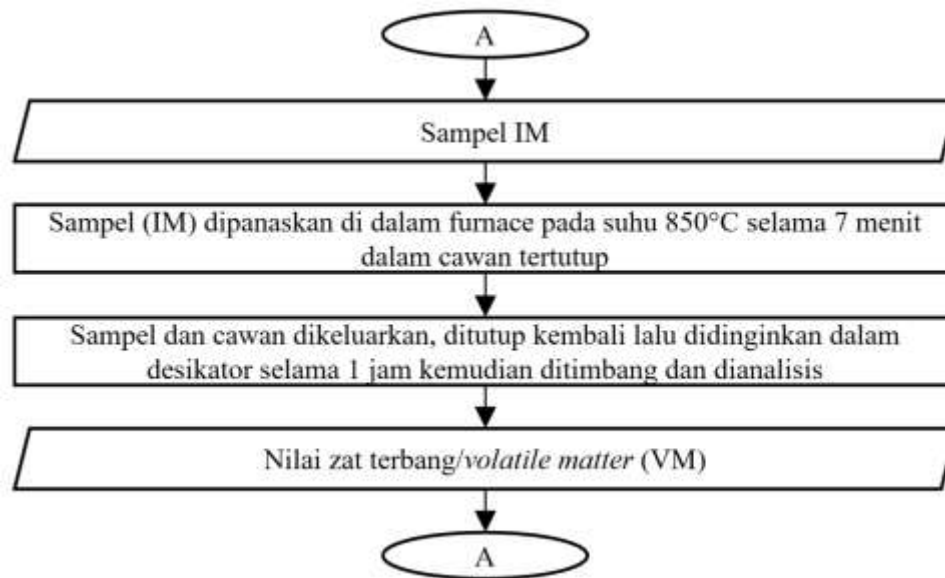 A
Sampel IM
Sampel (IM) dipanaskan di dalam furnace pada suhu 850°C selama 7 menit
dalam cawan tertutup
Sampel dan cawan dikeluarkan, ditutup kembali lalu didinginkan dalam
desikator selama 1 jam kemudian ditimbang dan dianalisis
Nilai zat terbang/volatile matter (VM)
A